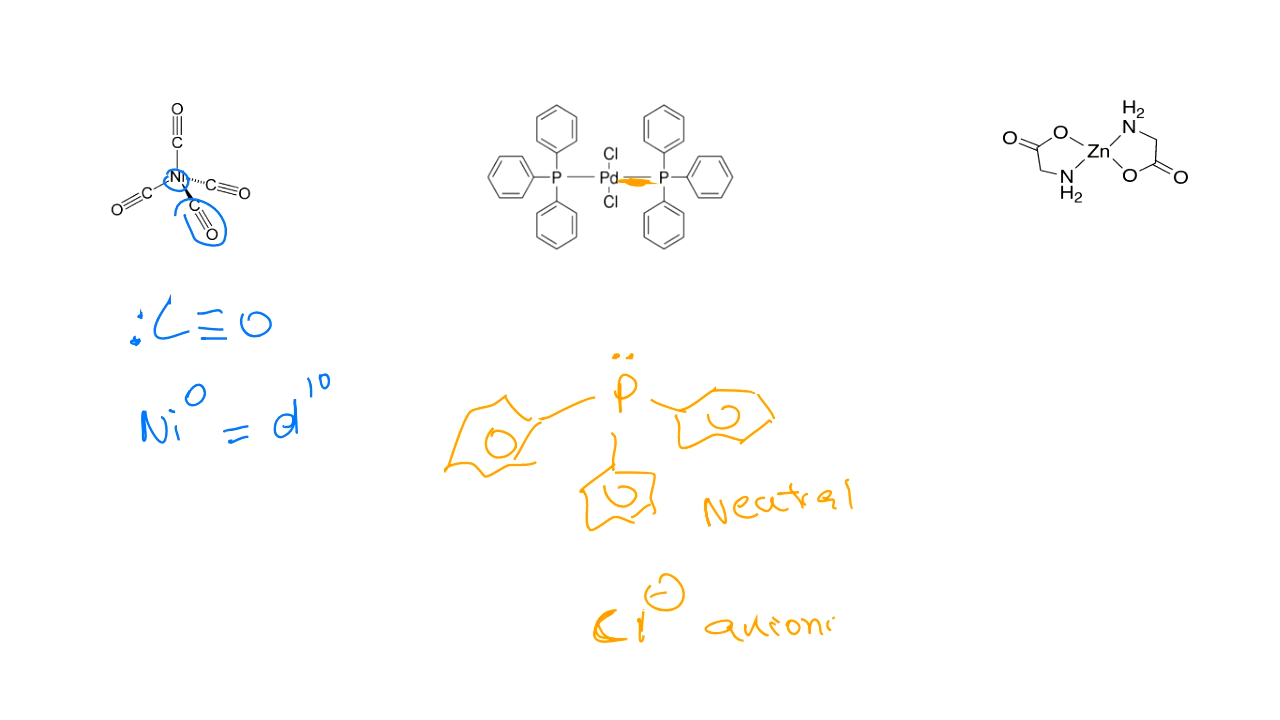 O
C
Ni
C
O
C
O
C
O
Cl
P
Pd
P
Cl
H2
N
O
O
Zn
O
O
N
H2
:C≡O
Ni⁰ = d¹⁰
P
Neutral
Cl⊖ anioni